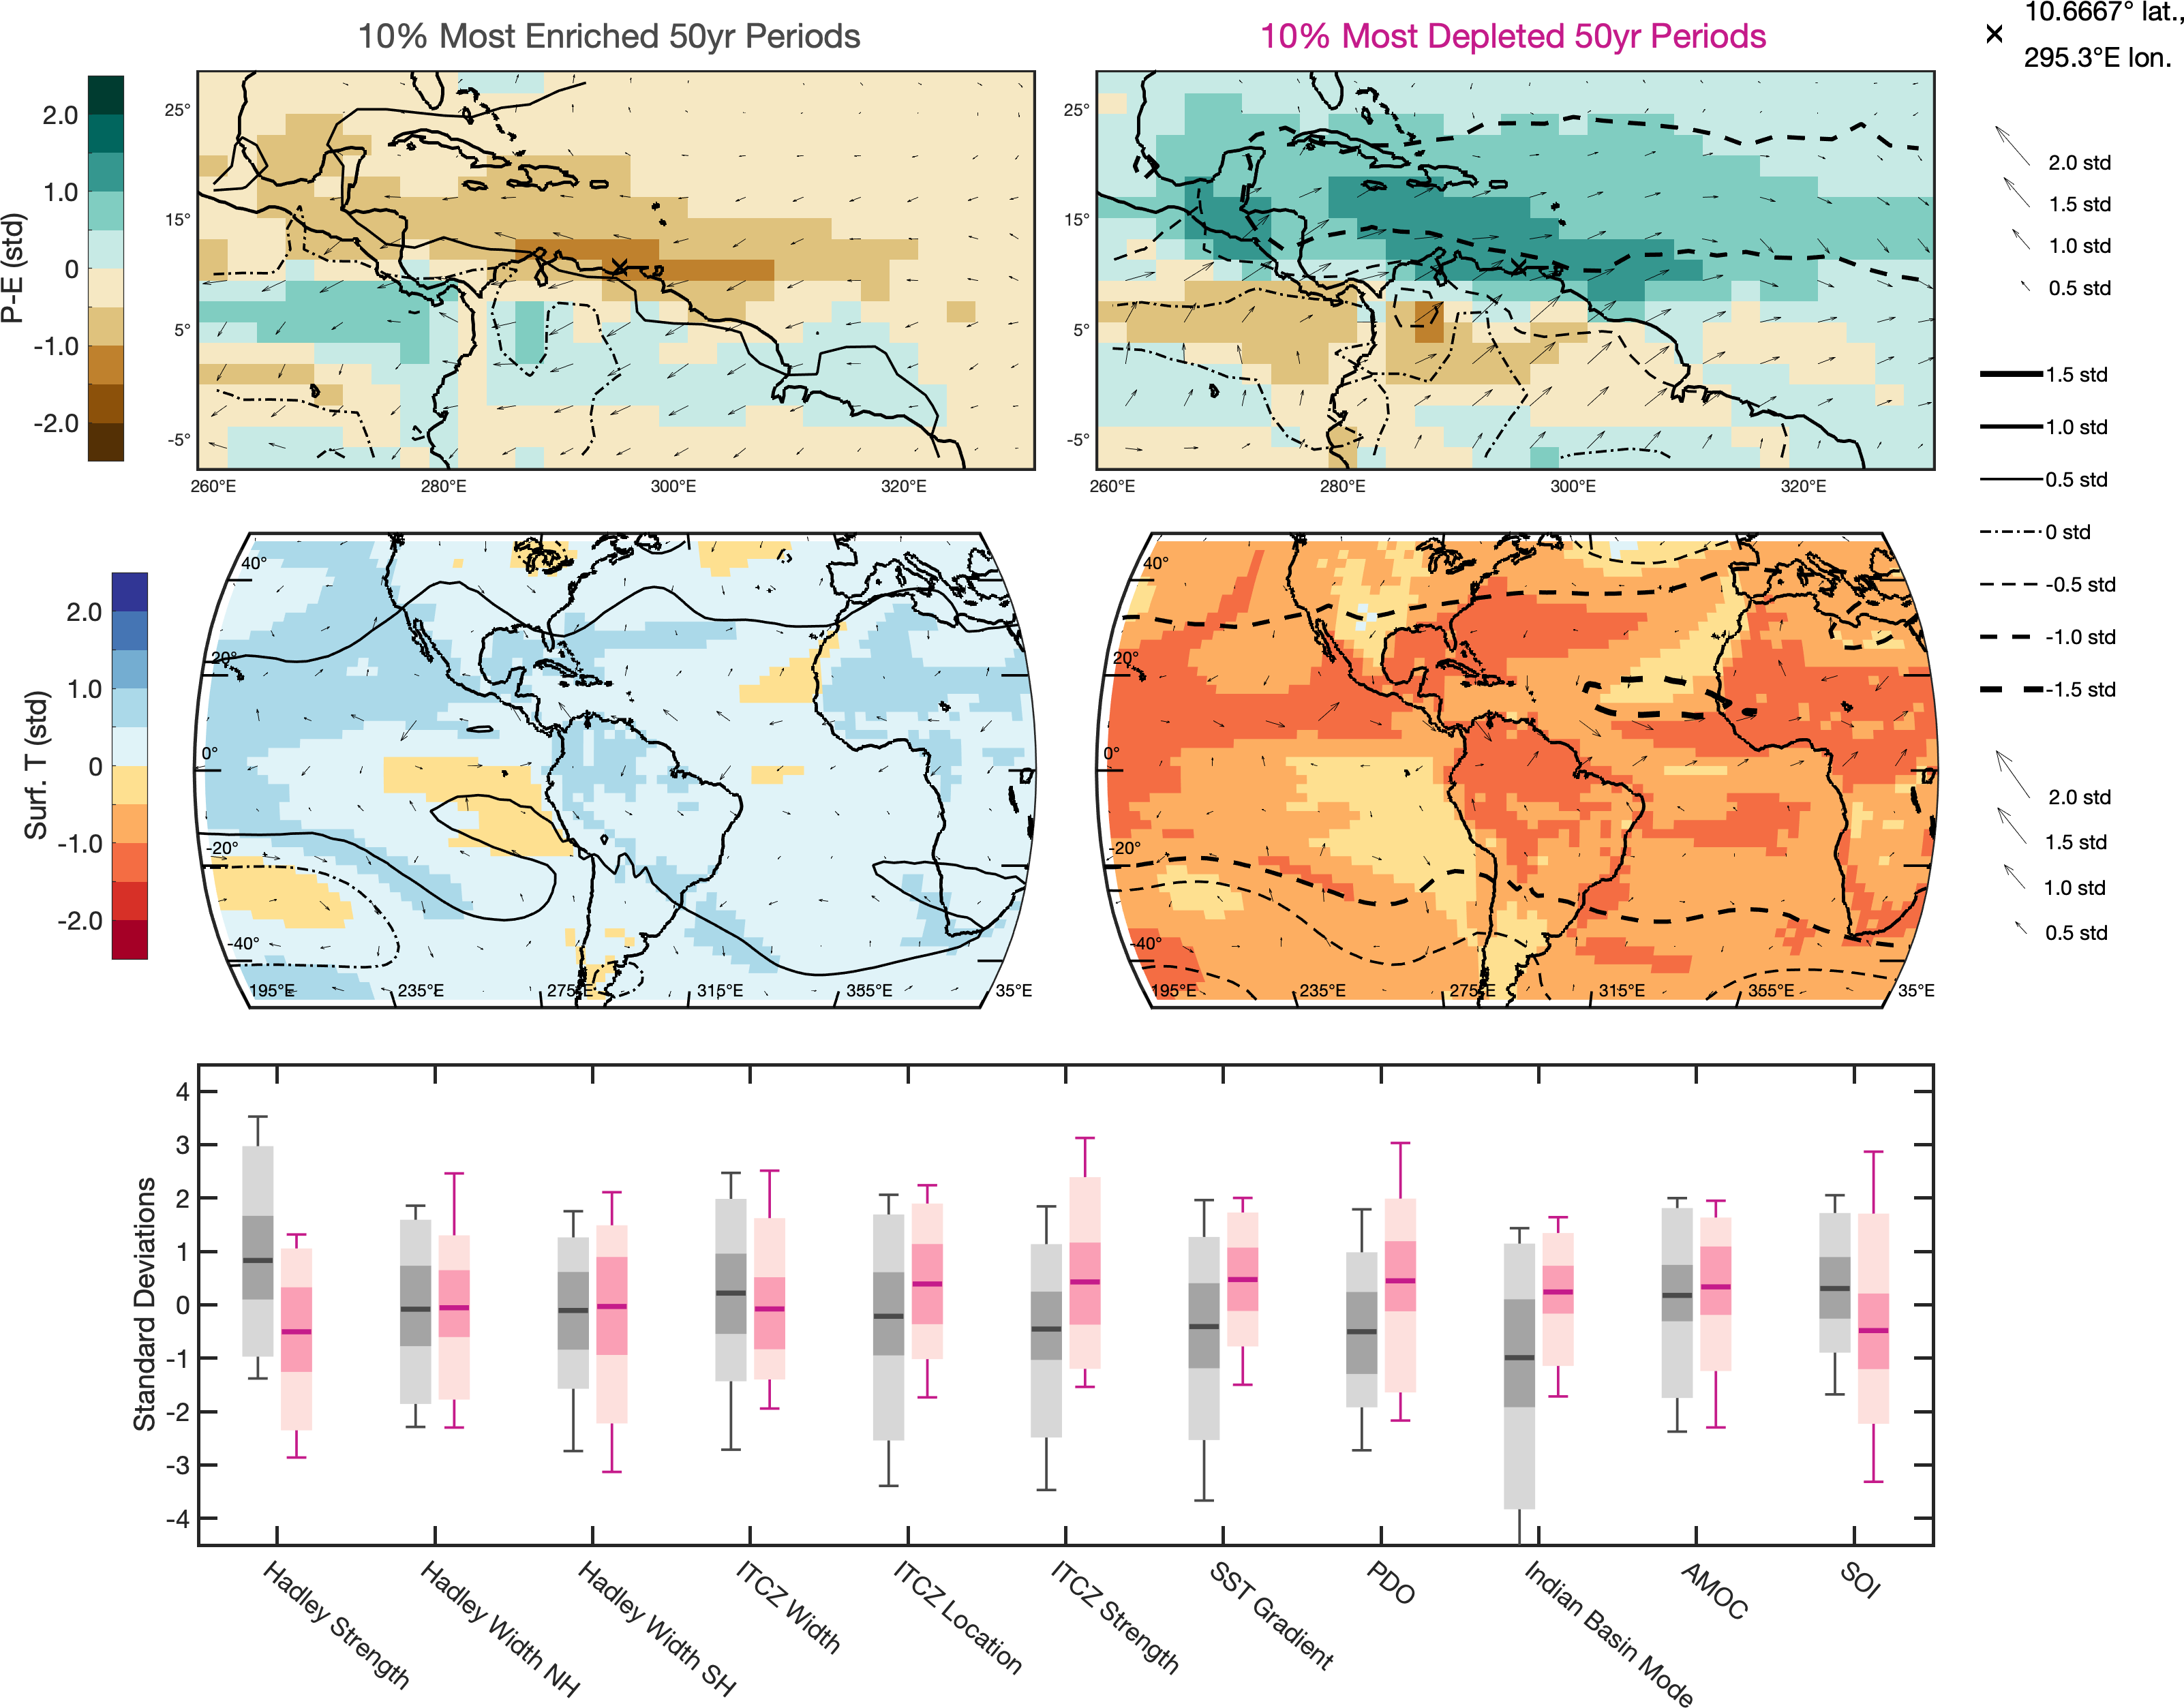 10% Most Enriched 50yr Periods
10% Most Depleted 50yr Periods
10.6667° lat.,
295.3°E lon.
P-E (std)
2.0
1.0
0
-1.0
-2.0
25°
15°
5°
-5°
260°E 280°E 300°E 320°E
25°
15°
5°
-5°
260°E 280°E 300°E 320°E
2.0 std
1.5 std
1.0 std
0.5 std
1.5 std
1.0 std
0.5 std
0 std
-0.5 std
-1.0 std
-1.5 std
Surf. T (std)
2.0
1.0
0
-1.0
-2.0
40°
20°
0°
-20°
-40°
195°E 235°E 275°E 315°E 355°E 35°E
40°
20°
0°
-20°
-40°
195°E 235°E 275°E 315°E 355°E 35°E
2.0 std
1.5 std
1.0 std
0.5 std
Standard Deviations
4
3
2
1
0
-1
-2
-3
-4
Hadley Strength
Hadley Width NH
Hadley Width SH
ITCZ Width
ITCZ Location
ITCZ Strength
SST Gradient
PDO
Indian Basin Mode
AMOC
SOI